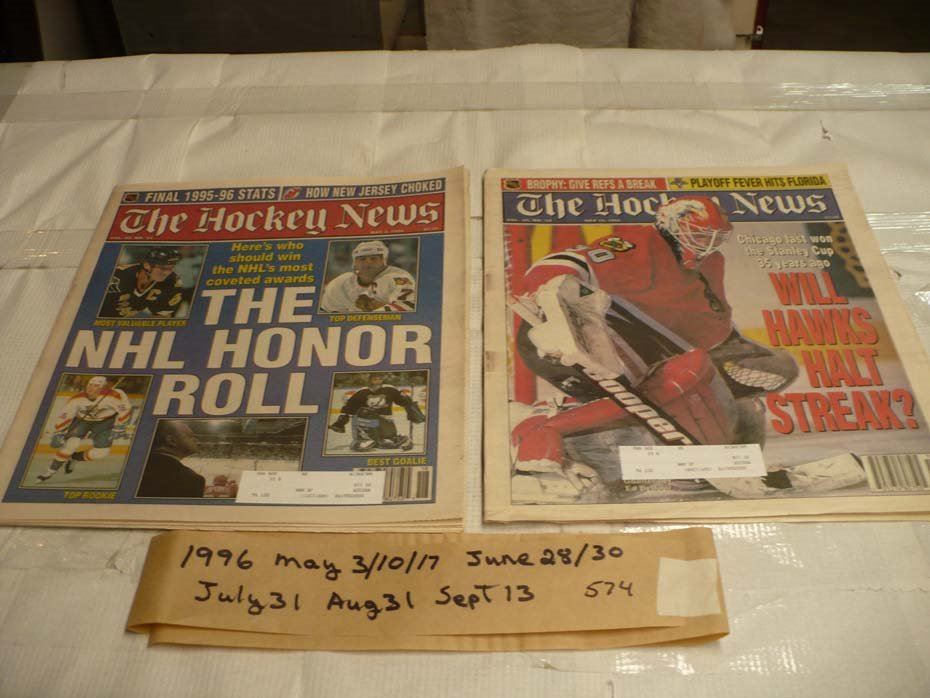 FINAL 1995-96 STATS
HOW NEW JERSEY CHOKED
The Hockey News
Here's who
should win
the NHL's most
coveted awards
MOST VALUABLE PLAYER
TOP DEFENSEMAN
THE
NHL HONOR
ROLL
TOP ROOKIE
BEST GOALIE
BROPHY: GIVE REFS A BREAK
PLAYOFF FEVER HITS FLORIDA
The Hockey News
Chicago last won
the Stanley Cup
35 years ago
WILL
HAWKS
HALT
STREAK?
1996 may 3/10/17 June 28/30
July 31 Aug 31 Sept 13 574